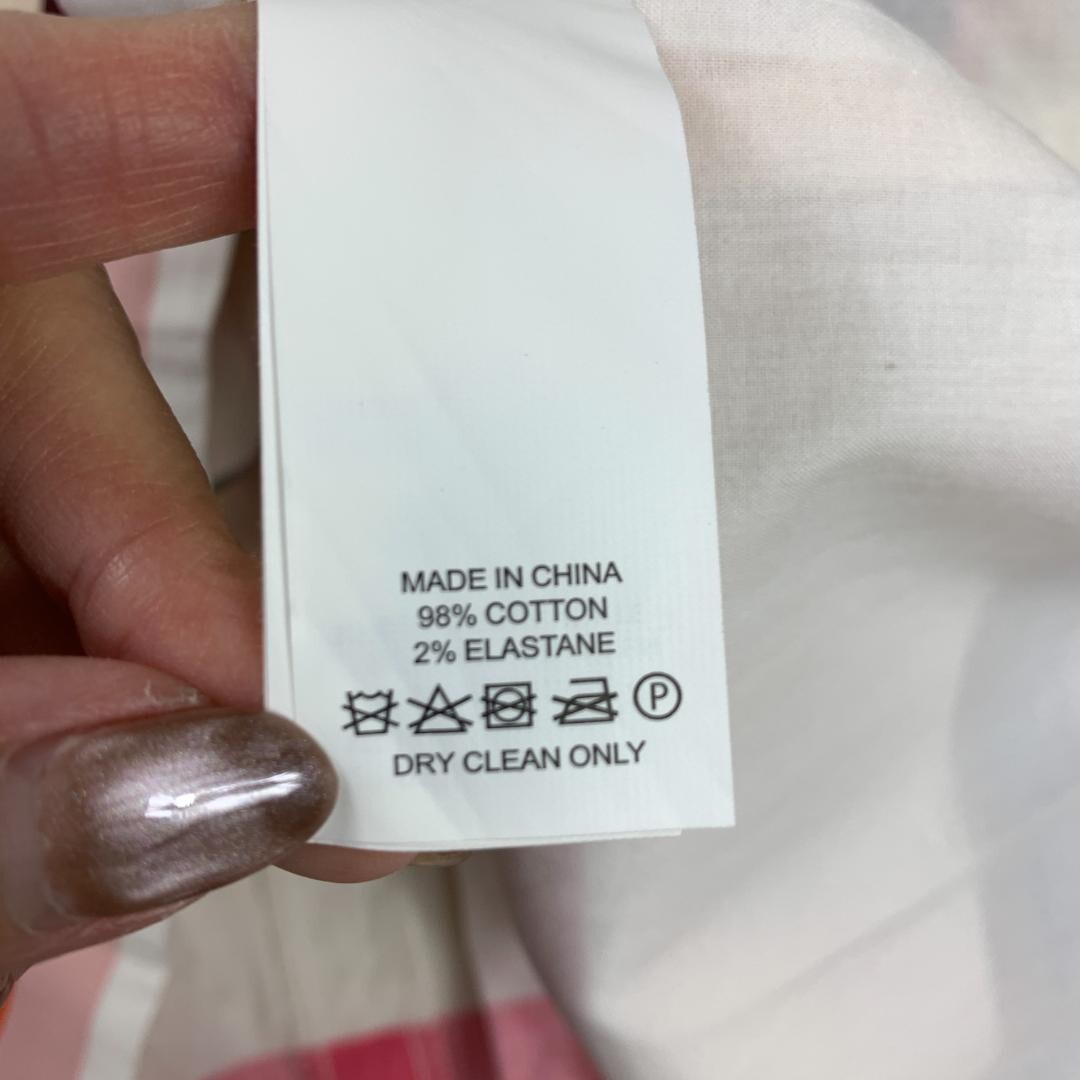 MADE IN CHINA
98% COTTON
2% ELASTANE
P
DRY CLEAN ONLY